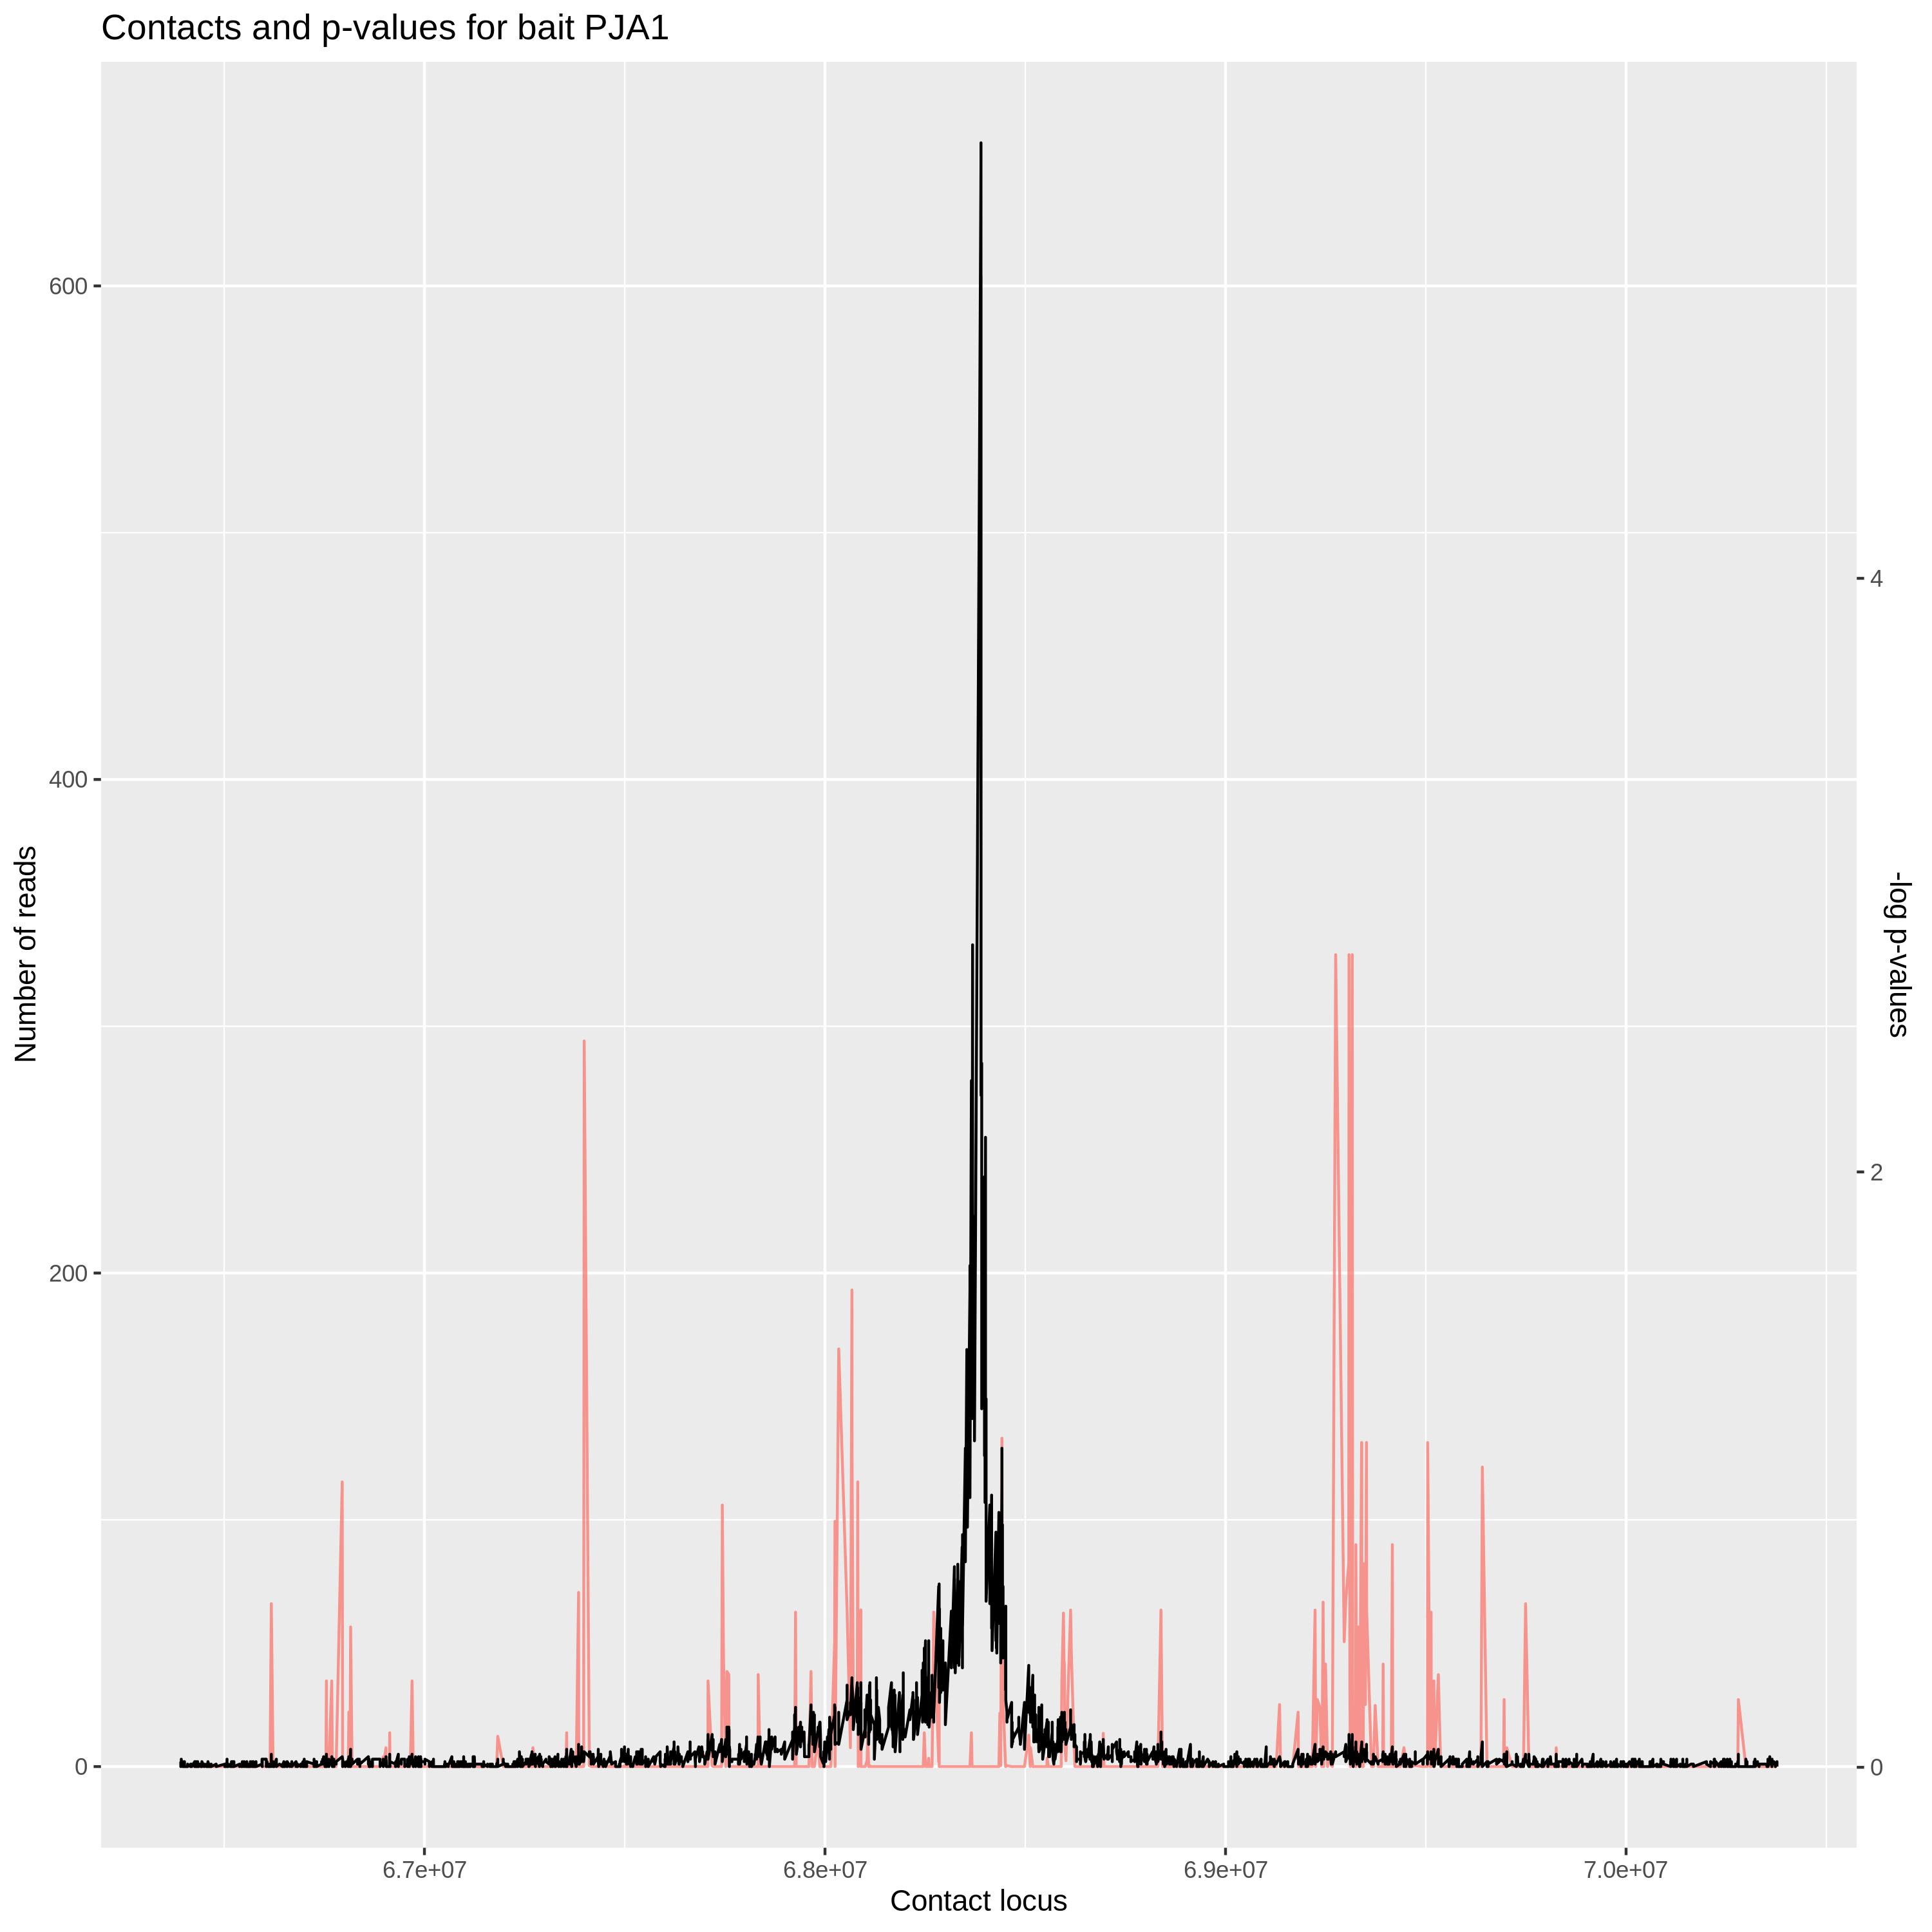 Contacts and p-values for bait PJA1
600
400
200
0
Number of reads
4
2
0
-log p-values
6.7e+07
6.8e+07
6.9e+07
7.0e+07
Contact locus